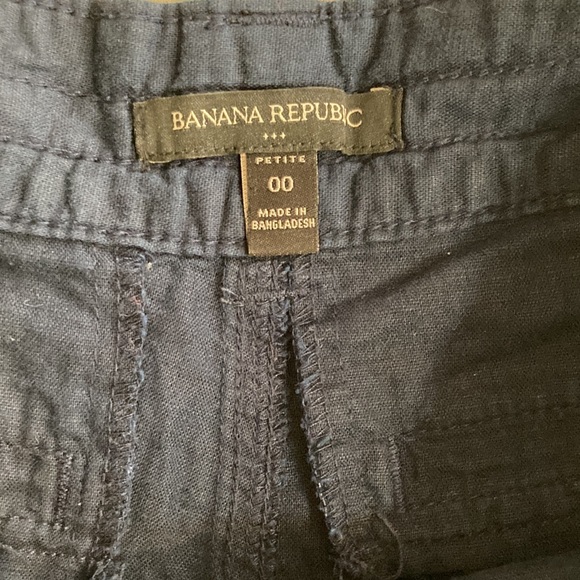 BANANA REPUBLIC
PETITE
00
MADE IN
BANGLADESH